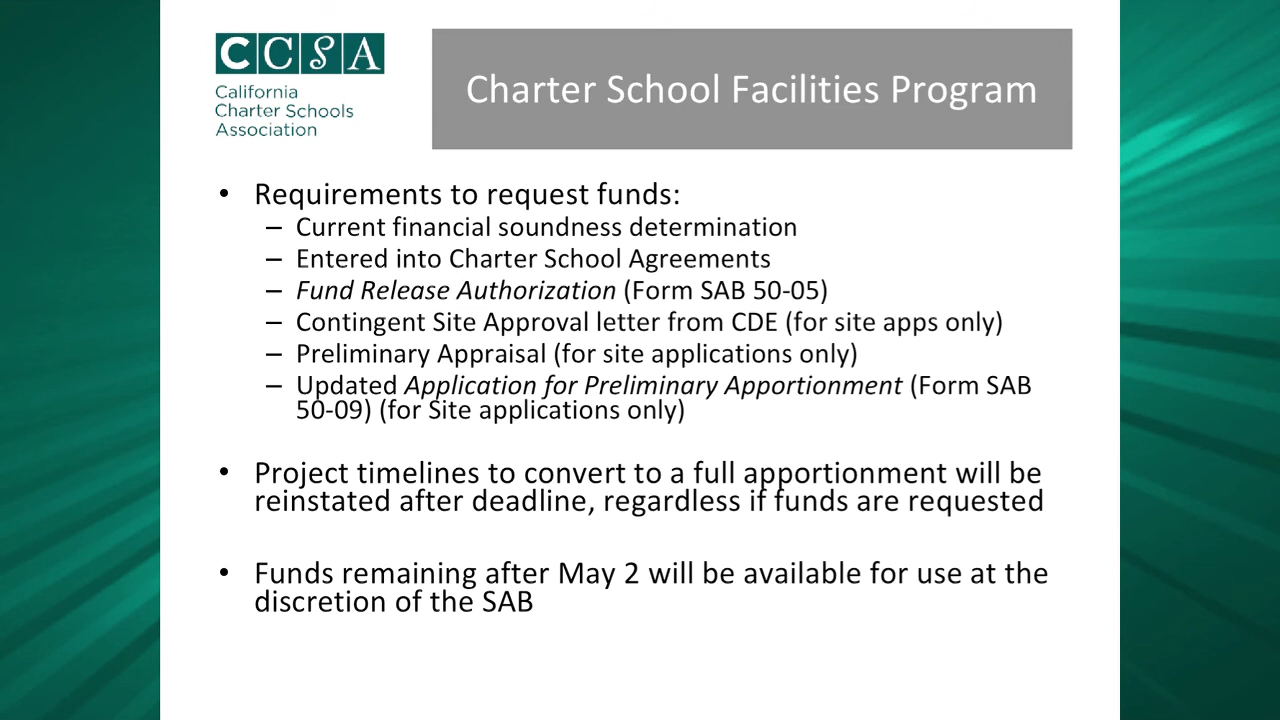 CCSA
California
Charter Schools
Association
Charter School Facilities Program
• Requirements to request funds:
– Current financial soundness determination
– Entered into Charter School Agreements
– Fund Release Authorization (Form SAB 50-05)
– Contingent Site Approval letter from CDE (for site apps only)
– Preliminary Appraisal (for site applications only)
– Updated Application for Preliminary Apportionment (Form SAB
50-09) (for Site applications only)
• Project timelines to convert to a full apportionment will be
reinstated after deadline, regardless if funds are requested
• Funds remaining after May 2 will be available for use at the
discretion of the SAB